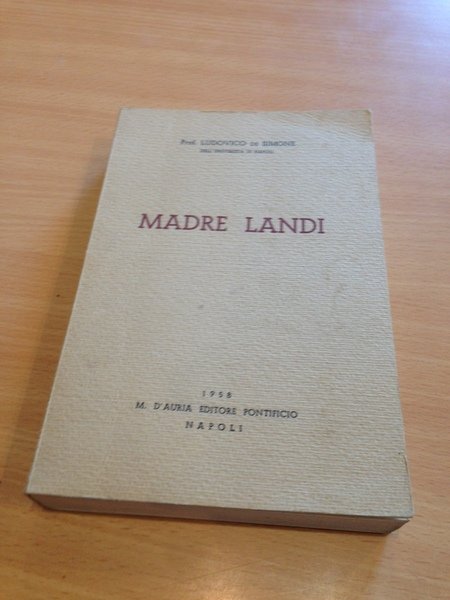 Prof. LUDOVICO DE SIMONE
DELL'UNIVERSITÀ DI NAPOLI
MADRE LANDI
1958
M. D'AURIA EDITORE PONTIFICIO
NAPOLI